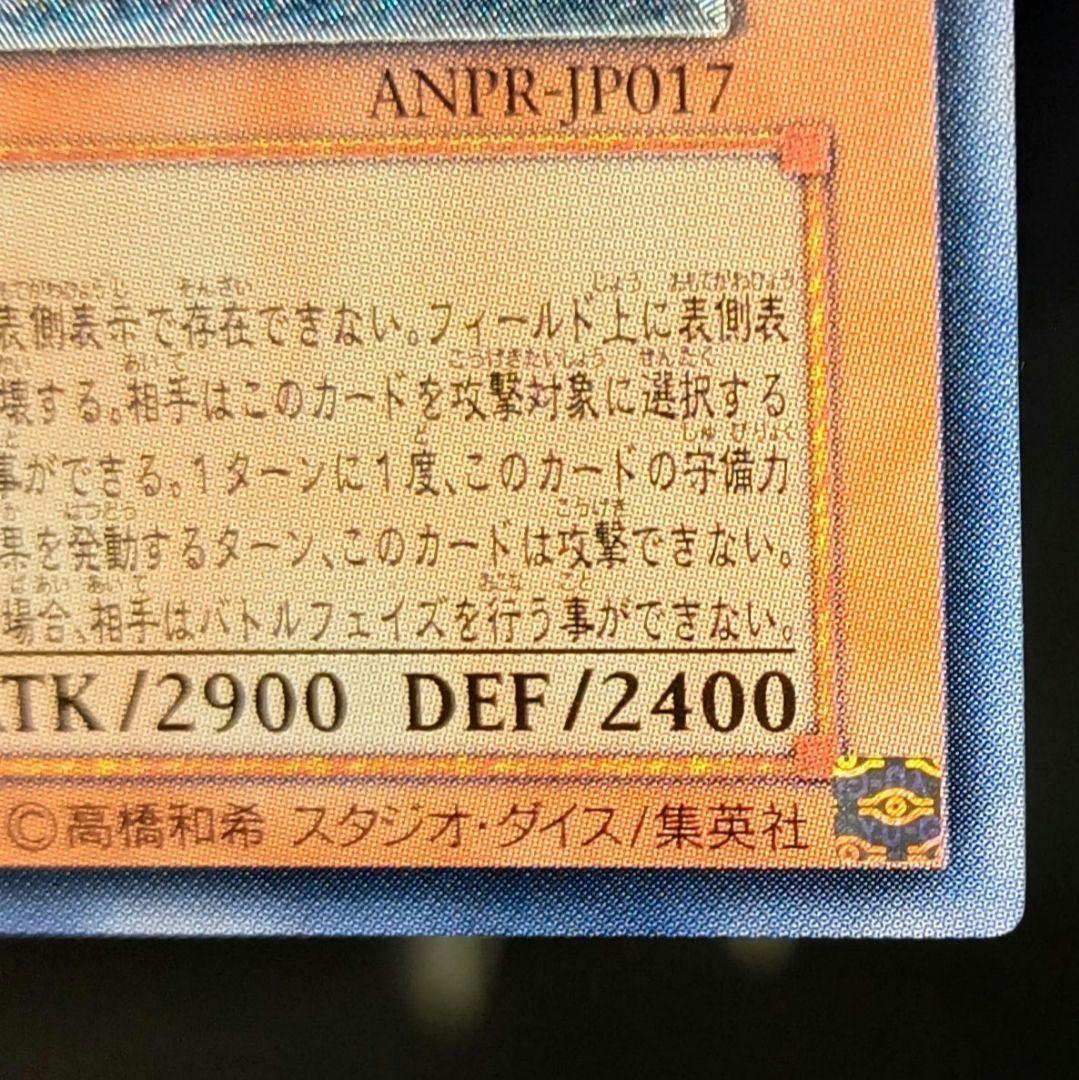 ANPR-JP017
表側表示で存在できない。フィールド上に表側表
壊する。相手はこのカードを攻撃対象に選択する
事ができる。1ターンに1度、このカードの守備力
果を発動するターン、このカードは攻撃できない。
場合、相手はバトルフェイズを行う事ができない。
ATK/2900 DEF/2400
©高橋和希 スタジオ・ダイス/集英社